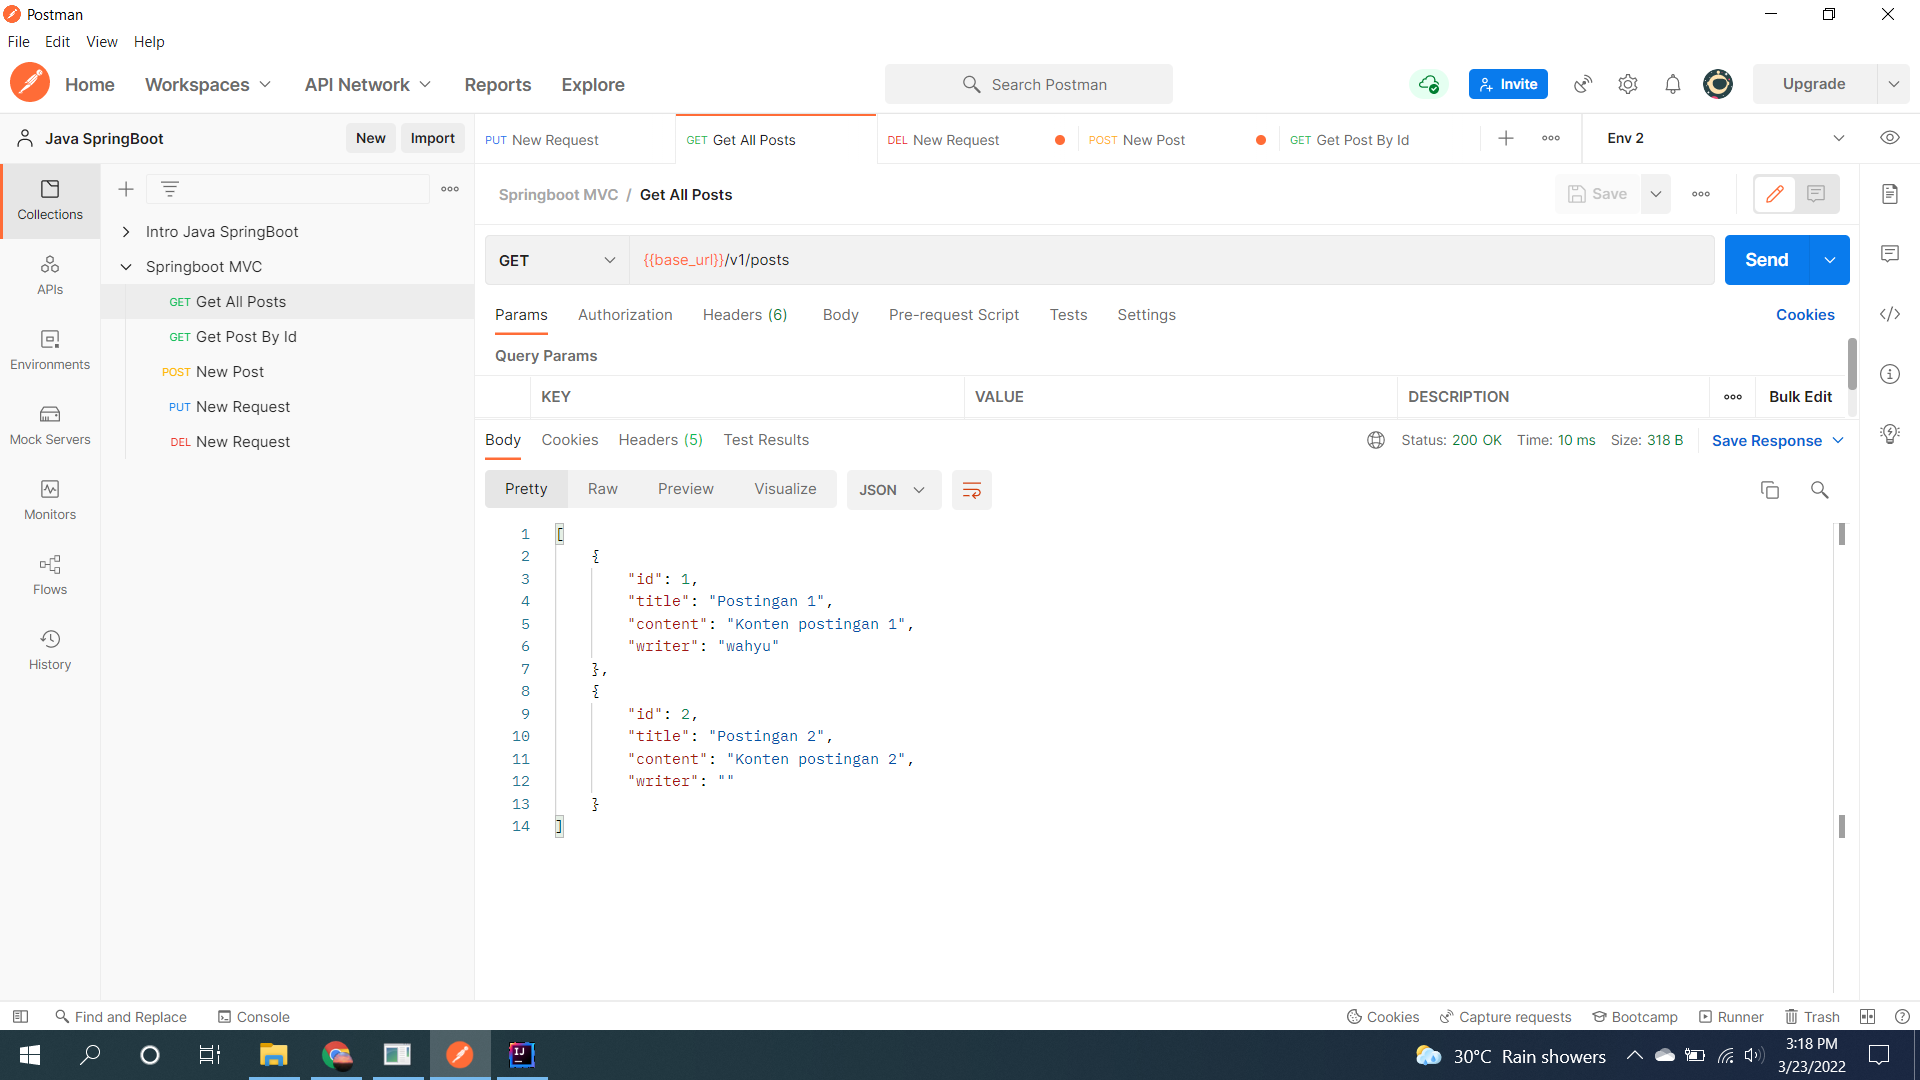 Postman
File Edit View Help
Home Workspaces API Network Reports Explore Search Postman Invite Upgrade
Java SpringBoot New Import PUT New Request GET Get All Posts DEL New Request POST New Post GET Get Post By Id Env 2
Springboot MVC / Get All Posts Save
Collections
APIs
Environments
Mock Servers
Monitors
Flows
History
Intro Java SpringBoot
Springboot MVC
GET Get All Posts
GET Get Post By Id
POST New Post
PUT New Request
DEL New Request
GET {{base_url}}/v1/posts Send
Params Authorization Headers (6) Body Pre-request Script Tests Settings Cookies
Query Params
KEY VALUE DESCRIPTION Bulk Edit
Body Cookies Headers (5) Test Results Status: 200 OK Time: 10 ms Size: 318 B Save Response
Pretty Raw Preview Visualize JSON
1 [
2 {
3 "id": 1,
4 "title": "Postingan 1",
5 "content": "Konten postingan 1",
6 "writer": "wahyu"
7 },
8 {
9 "id": 2,
10 "title": "Postingan 2",
11 "content": "Konten postingan 2",
12 "writer": ""
13 }
14 ]
Find and Replace Console Cookies Capture requests Bootcamp Runner Trash
IJ 30°C Rain showers 3:18 PM
3/23/2022